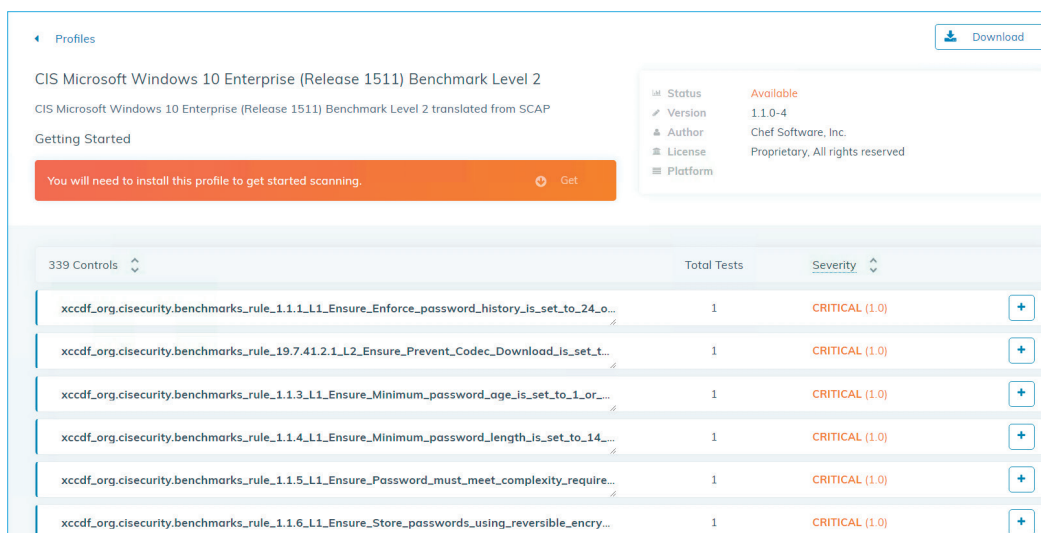 Profiles
Download
CIS Microsoft Windows 10 Enterprise (Release 1511) Benchmark Level 2
CIS Microsoft Windows 10 Enterprise (Release 1511) Benchmark Level 2 translated from SCAP
Getting Started
You will need to install this profile to get started scanning.
Get
Status Available
Version 1.1.0-4
Author Chef Software, Inc.
License Proprietary, All rights reserved
Platform
339 Controls Total Tests Severity
xccdf_org.cisecurity.benchmarks_rule_1.1.1_L1_Ensure_Enforce_password_history_is_set_to_24_o... 1 CRITICAL (1.0) +
xccdf_org.cisecurity.benchmarks_rule_19.7.41.2.1_L2_Ensure_Prevent_Codec_Download_is_set_t... 1 CRITICAL (1.0) +
xccdf_org.cisecurity.benchmarks_rule_1.1.3_L1_Ensure_Minimum_password_age_is_set_to_1_or_... 1 CRITICAL (1.0) +
xccdf_org.cisecurity.benchmarks_rule_1.1.4_L1_Ensure_Minimum_password_length_is_set_to_14_... 1 CRITICAL (1.0) +
xccdf_org.cisecurity.benchmarks_rule_1.1.5_L1_Ensure_Password_must_meet_complexity_require... 1 CRITICAL (1.0) +
xccdf_org.cisecurity.benchmarks_rule_1.1.6_L1_Ensure_Store_passwords_using_reversible_encry... 1 CRITICAL (1.0) +